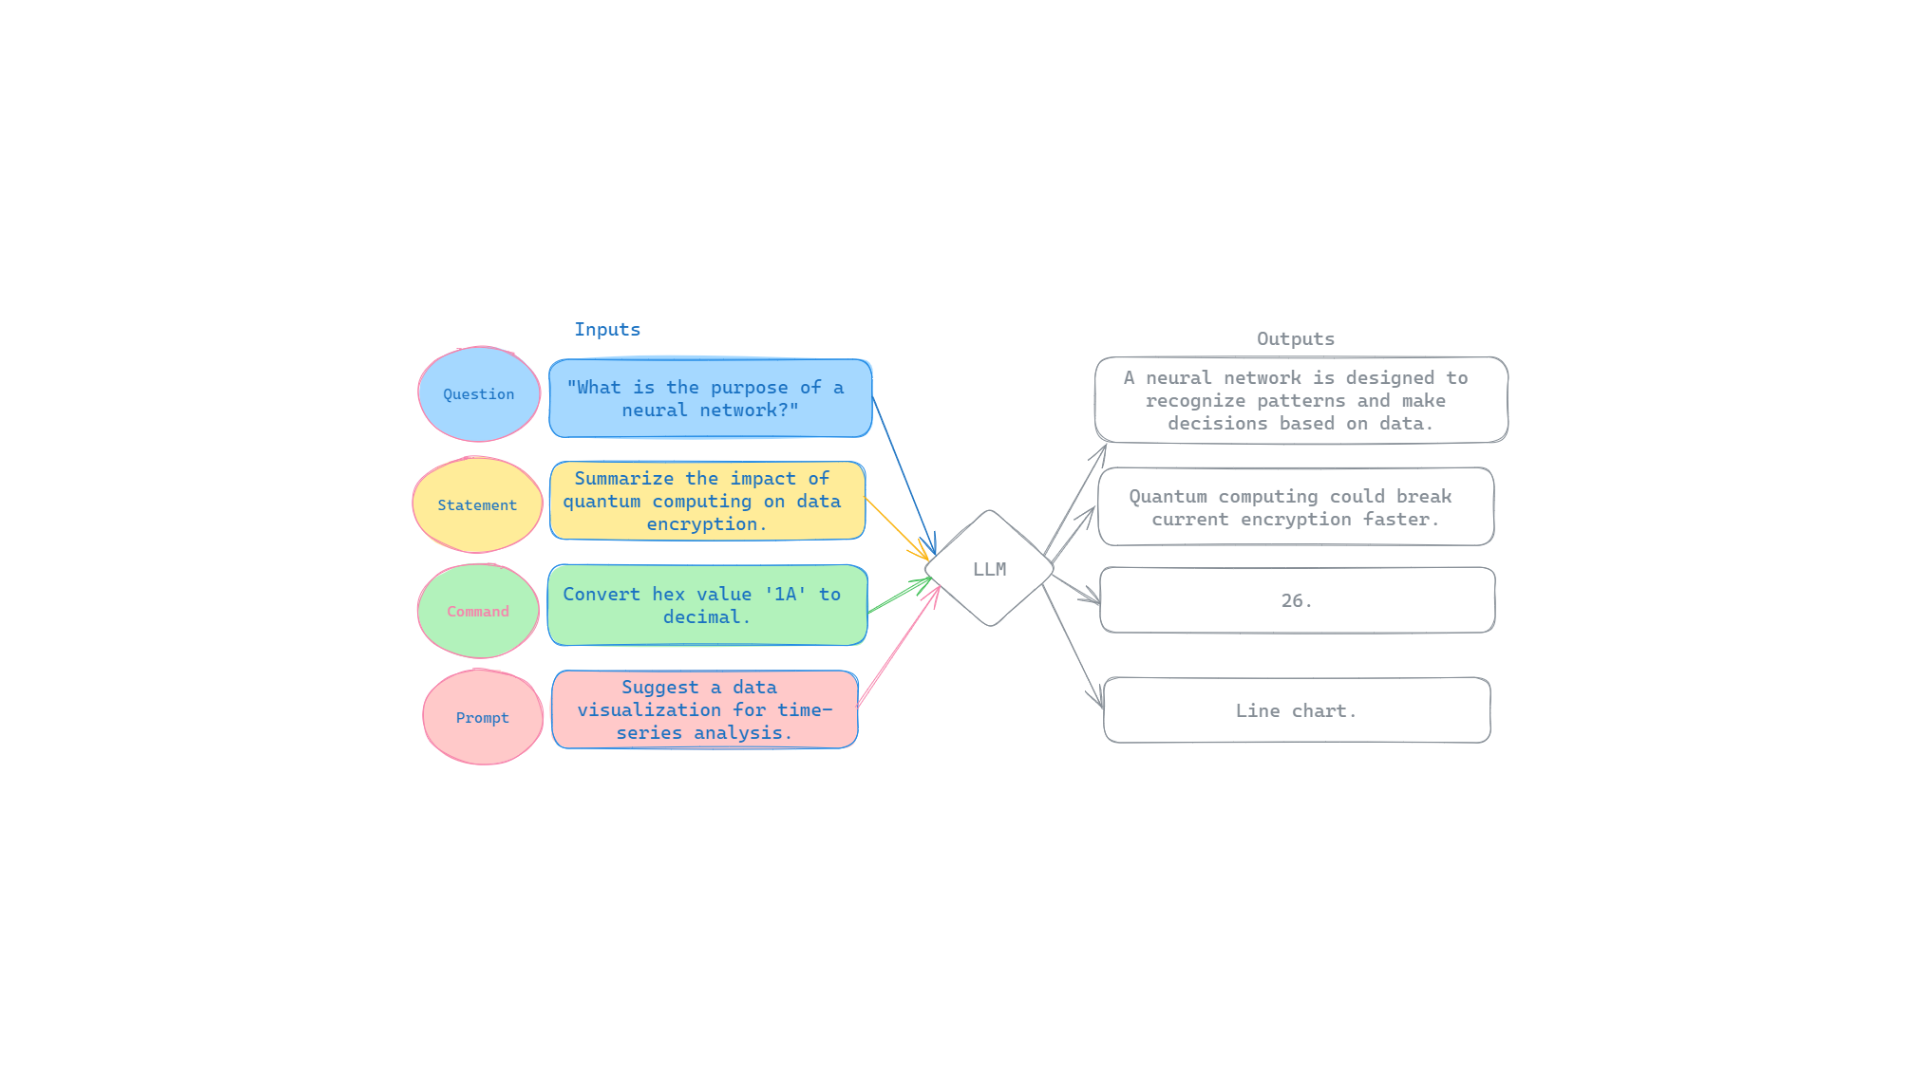 Inputs
Outputs
Question
"What is the purpose of a
neural network?"
A neural network is designed to
recognize patterns and make
decisions based on data.
Statement
Summarize the impact of
quantum computing on data
encryption.
Quantum computing could break
current encryption faster.
LLM
Command
Convert hex value '1A' to
decimal.
26.
Prompt
Suggest a data
visualization for time-
series analysis.
Line chart.